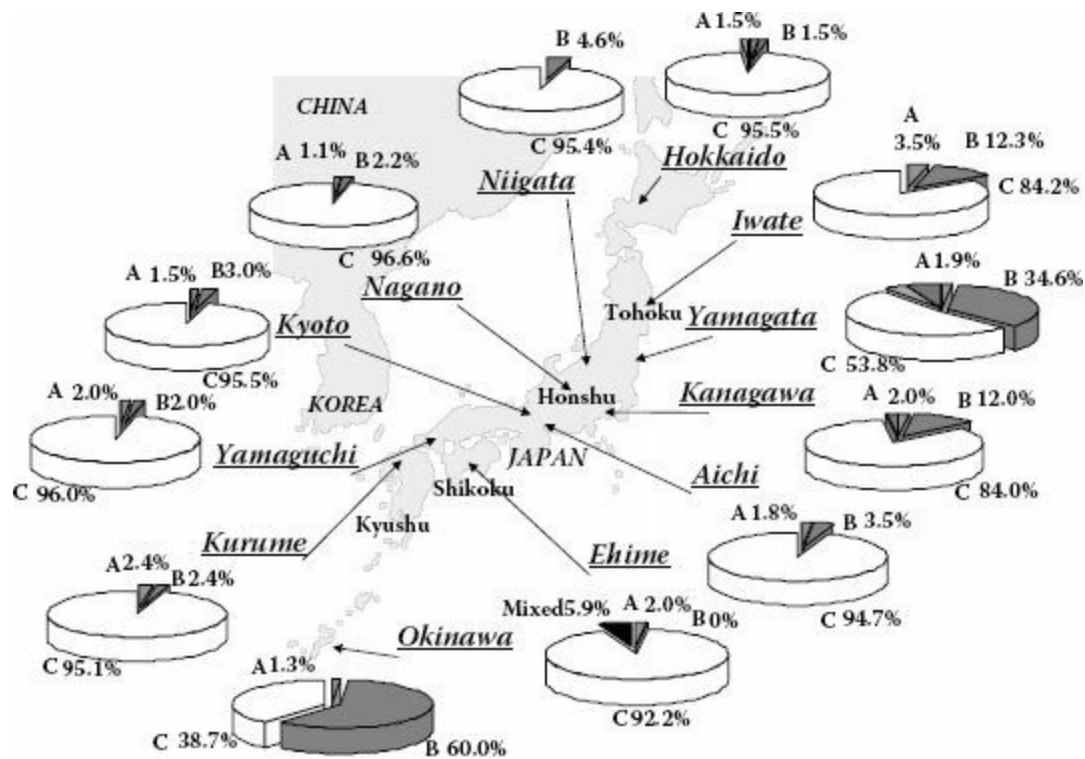 B 4.6%
A 1.5%
B 1.5%
CHINA
C 95.4%
C 95.5%
A
3.5%
B 12.3%
A 1.1%
B 2.2%
Niigata
Hokkaido
C 84.2%
Iwate
C 96.6%
A 1.5%
B3.0%
Nagano
A 1.9%
B 34.6%
Kyoto
Tohoku
Yamagata
C95.5%
C 53.8%
A 2.0%
B2.0%
KOREA
Honshu
Kanagawa
A 2.0%
B 12.0%
Yamaguchi
JAPAN
Aichi
C 96.0%
Shikoku
C 84.0%
Kyushu
A 1.8%
B 3.5%
Kurume
Ehime
A2.4%
B 2.4%
Mixed5.9%
A 2.0%
B 0%
C 94.7%
Okinawa
C 95.1%
A 1.3%
C 92.2%
C 38.7%
B 60.0%